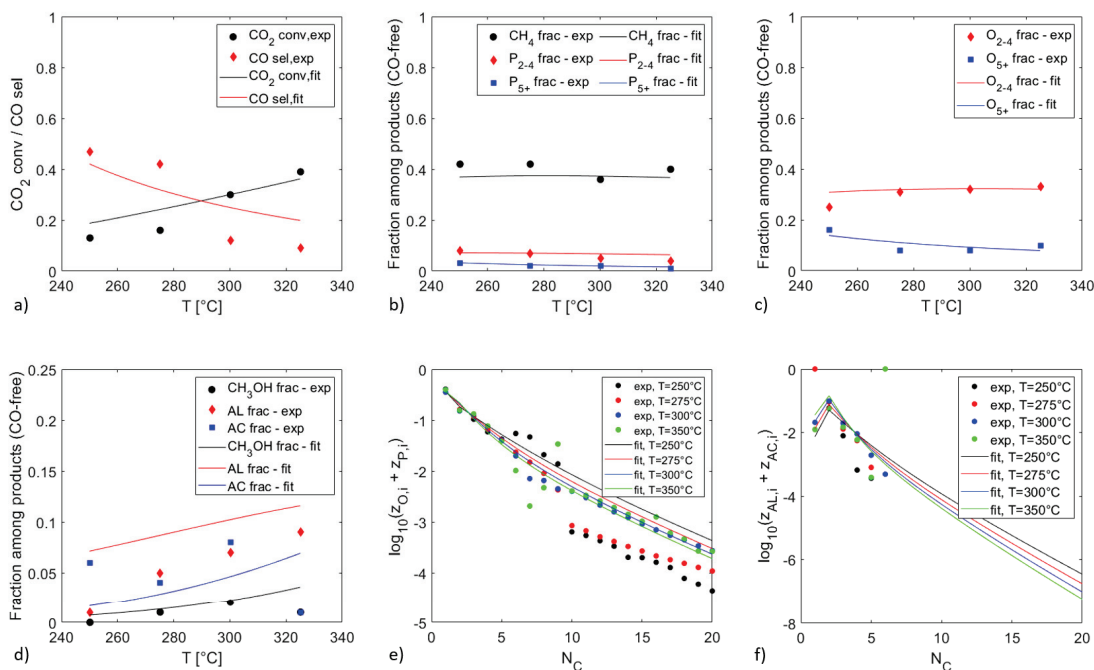 CO2 conv / CO sel
1
0.8
0.6
0.4
0.2
0
240 260 280 300 320 340
T [°C]
CO2 conv,exp
CO sel,exp
CO2 conv,fit
CO sel,fit
a)
Fraction among products (CO-free)
1
0.8
0.6
0.4
0.2
0
240 260 280 300 320 340
T [°C]
CH4 frac - exp
P2-4 frac - exp
P5+ frac - exp
CH4 frac - fit
P2-4 frac - fit
P5+ frac - fit
b)
Fraction among products (CO-free)
1
0.8
0.6
0.4
0.2
0
240 260 280 300 320 340
T [°C]
O2-4 frac - exp
O5+ frac - exp
O2-4 frac - fit
O5+ frac - fit
c)
Fraction among products (CO-free)
0.25
0.20
0.15
0.10
0.05
0
240 260 280 300 320 340
T [°C]
CH3OH frac - exp
AL frac - exp
AC frac - exp
CH3OH frac - fit
AL frac - fit
AC frac - fit
d)
log10(zO,i + zP,i)
0
-1
-2
-3
-4
-5
0 5 10 15 20
NC
exp, T=250°C
exp, T=275°C
exp, T=300°C
exp, T=350°C
fit, T=250°C
fit, T=275°C
fit, T=300°C
fit, T=350°C
e)
log10(zAL,i + zAC,i)
0
-2
-4
-6
-8
0 5 10 15 20
NC
exp, T=250°C
exp, T=275°C
exp, T=300°C
exp, T=350°C
fit, T=250°C
fit, T=275°C
fit, T=300°C
fit, T=350°C
f)